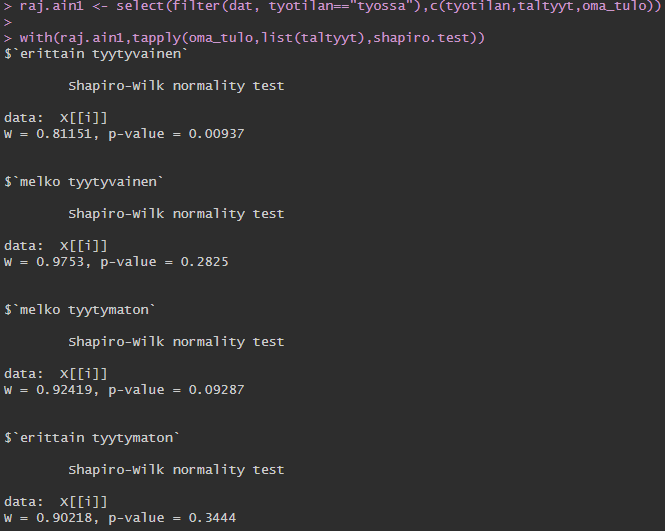 > raj.ain1 <- select(filter(dat, tyotilan=="tyossa"),c(tyotilan,taltyyt,oma_tulo))
>
> with(raj.ain1,tapply(oma_tulo,list(taltyyt),shapiro.test))
$`erittain tyytyvainen`
Shapiro-Wilk normality test
data:  X[[i]]
W = 0.81151, p-value = 0.00937
$`melko tyytyvainen`
Shapiro-Wilk normality test
data:  X[[i]]
W = 0.9753, p-value = 0.2825
$`melko tyytymaton`
Shapiro-Wilk normality test
data:  X[[i]]
W = 0.92419, p-value = 0.09287
$`erittain tyytymaton`
Shapiro-Wilk normality test
data:  X[[i]]
W = 0.90218, p-value = 0.3444